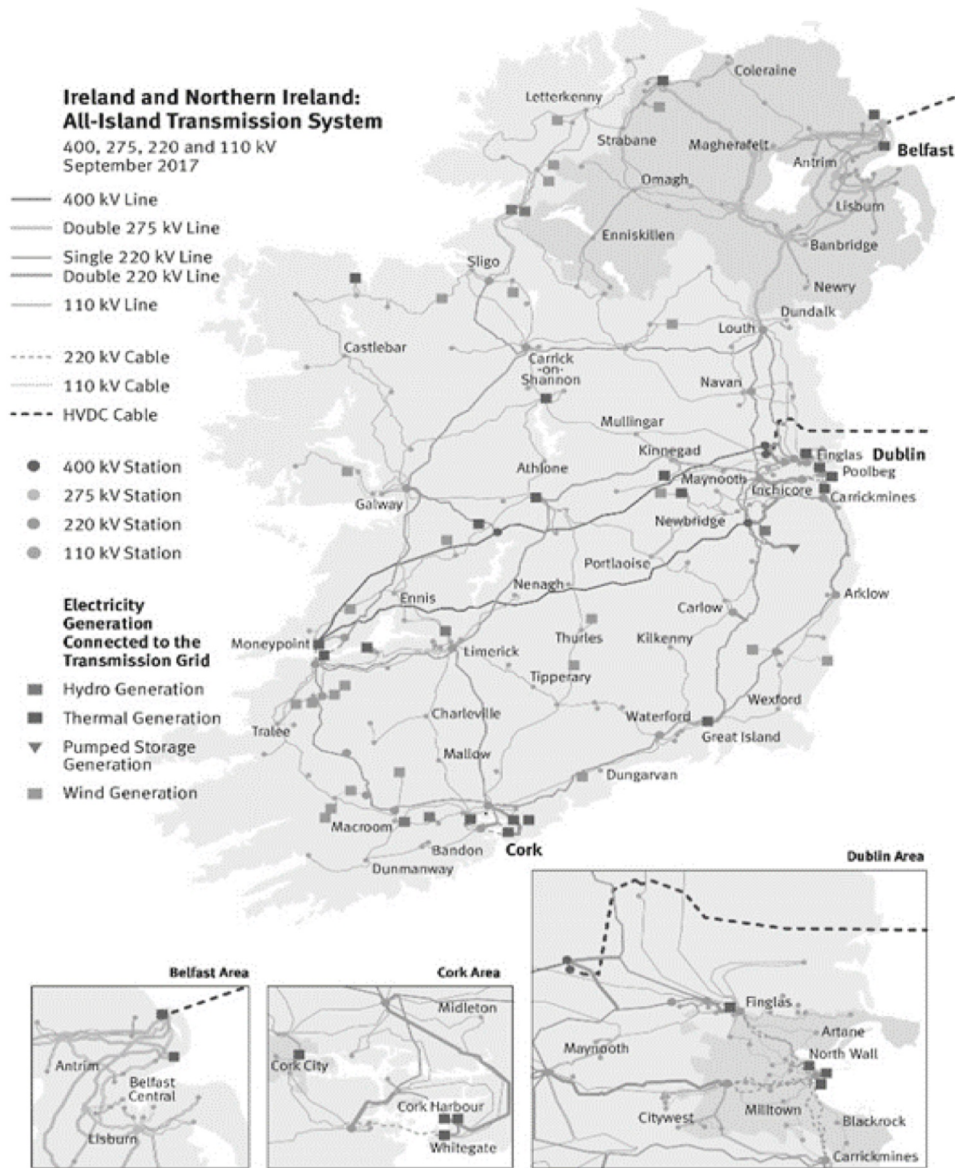 Ireland and Northern Ireland:
All-Island Transmission System
400, 275, 220 and 110 kV
September 2017
400 kV Line
Double 275 kV Line
Single 220 kV Line
Double 220 kV Line
110 kV Line
220 kV Cable
110 kV Cable
HVDC Cable
400 kV Station
275 kV Station
220 kV Station
110 kV Station
Electricity
Generation
Connected to the
Transmission Grid
Hydro Generation
Thermal Generation
Pumped Storage
Generation
Wind Generation
Coleraine
Letterkenny
Strabane
Magherafelt
Antrim
Belfast
Omagh
Lisburn
Enniskillen
Banbridge
Sligo
Newry
Dundalk
Louth
Castlebar
Carrick
-on-
Shannon
Navan
Mullingar
Kinnegad
Finglas
Dublin
Athlone
Maynooth
Poolbeg
Inchicore
Galway
Carrickmines
Newbridge
Portlaoise
Nenagh
Ennis
Arklow
Carlow
Moneypoint
Thurles
Kilkenny
Limerick
Tipperary
Wexford
Charleville
Waterford
Tralee
Great Island
Mallow
Dungarvan
Macroom
Bandon
Cork
Dunmanway
Dublin Area
Finglas
Artane
Maynooth
North Wall
Citywest
Milltown
Blackrock
Carrickmines
Belfast Area
Antrim
Belfast
Central
Lisburn
Cork Area
Midleton
Cork City
Cork Harbour
Whitegate